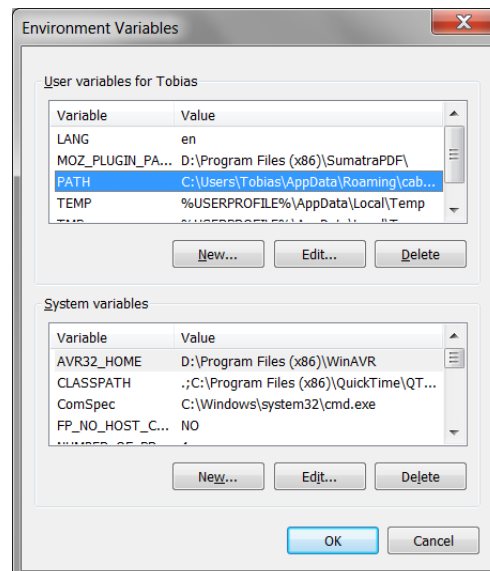 Environment Variables
User variables for Tobias
Variable Value
LANG en
MOZ_PLUGIN_PA... D:\Program Files (x86)\SumatraPDF\
PATH C:\Users\Tobias\AppData\Roaming\cab...
TEMP %USERPROFILE%\AppData\Local\Temp
New... Edit... Delete
System variables
Variable Value
AVR32_HOME D:\Program Files (x86)\WinAVR
CLASSPATH .;C:\Program Files (x86)\QuickTime\QT...
ComSpec C:\Windows\system32\cmd.exe
FP_NO_HOST_C... NO
New... Edit... Delete
OK Cancel